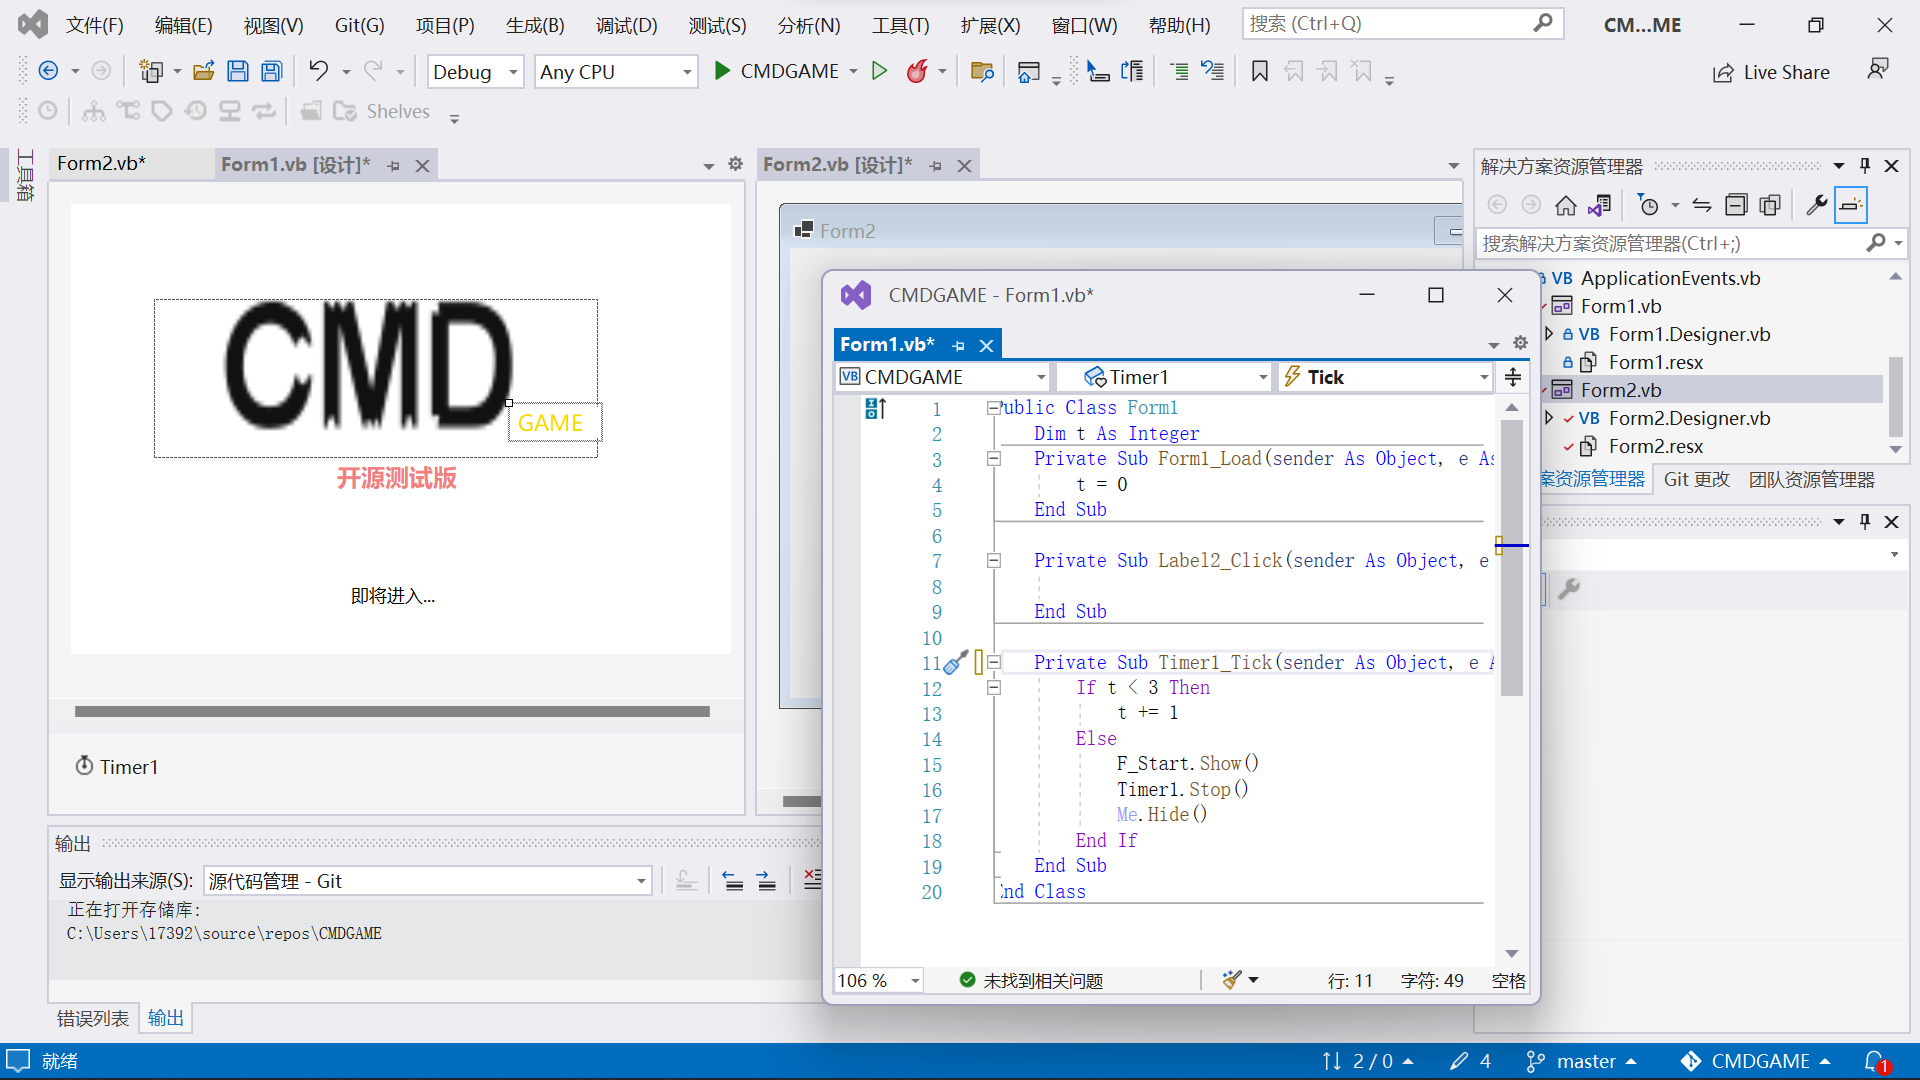 文件(F) 编辑(E) 视图(V) Git(G) 项目(P) 生成(B) 调试(D) 测试(S) 分析(N) 工具(T) 扩展(X) 窗口(W) 帮助(H) 搜索 (Ctrl+Q) CM...ME
Debug Any CPU CMDGAME Live Share
Shelves
工具箱
Form2.vb* Form1.vb [设计]*
CMD
GAME
开源测试版
即将进入...
Timer1
Form2.vb [设计]*
Form2
CMDGAME - Form1.vb*
Form1.vb*
VB CMDGAME Timer1 Tick
1 Public Class Form1
2 Dim t As Integer
3 Private Sub Form1_Load(sender As Object, e As
4 t = 0
5 End Sub
6
7 Private Sub Label2_Click(sender As Object, e
8
9 End Sub
10
11 Private Sub Timer1_Tick(sender As Object, e A
12 If t < 3 Then
13 t += 1
14 Else
15 F_Start.Show()
16 Timer1.Stop()
17 Me.Hide()
18 End If
19 End Sub
20 End Class
106 % 未找到相关问题 行: 11 字符: 49 空格
解决方案资源管理器
搜索解决方案资源管理器(Ctrl+;)
VB ApplicationEvents.vb
Form1.vb
VB Form1.Designer.vb
Form1.resx
Form2.vb
VB Form2.Designer.vb
Form2.resx
案资源管理器 Git 更改 团队资源管理器
输出
显示输出来源(S): 源代码管理 - Git
正在打开存储库:
C:\Users\17392\source\repos\CMDGAME
错误列表 输出
就绪 2 / 0 4 master CMDGAME 1